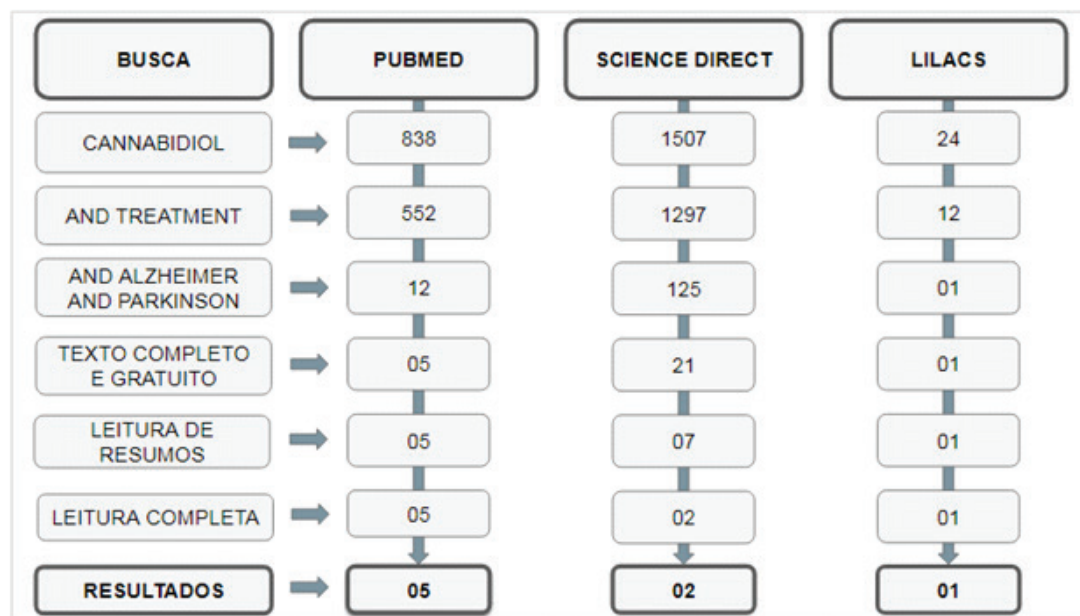 BUSCA PUBMED SCIENCE DIRECT LILACS
CANNABIDIOL 838 1507 24
AND TREATMENT 552 1297 12
AND ALZHEIMER
AND PARKINSON 12 125 01
TEXTO COMPLETO
E GRATUITO 05 21 01
LEITURA DE
RESUMOS 05 07 01
LEITURA COMPLETA 05 02 01
RESULTADOS 05 02 01